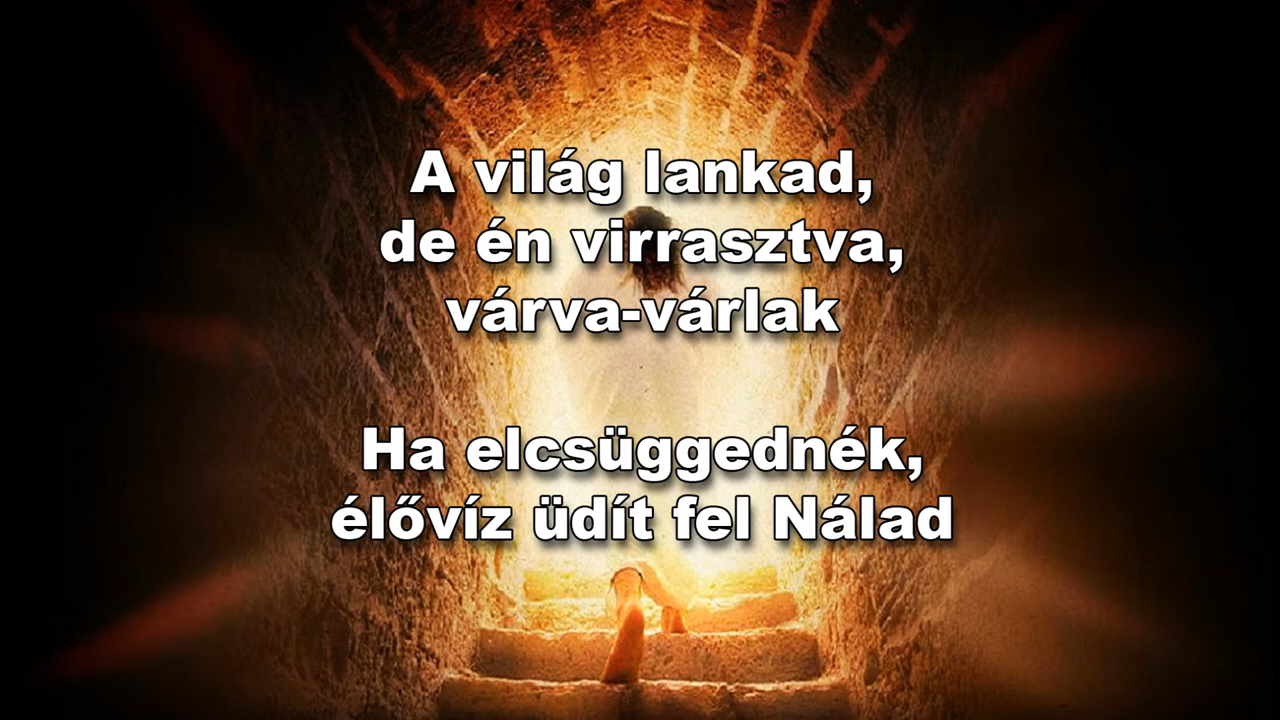 A világ lankad,
de én virrasztva,
várva-várlak
Ha elcsüggednék,
élővíz üdít fel Nálad